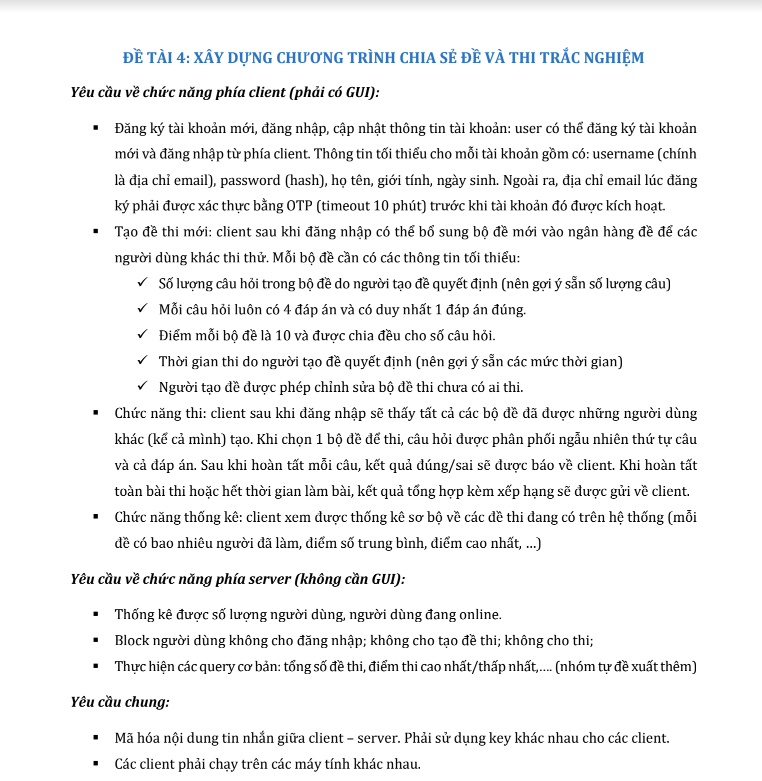 ĐỀ TÀI 4: XÂY DỰNG CHƯƠNG TRÌNH CHIA SẺ ĐỀ VÀ THI TRẮC NGHIỆM
Yêu cầu về chức năng phía client (phải có GUI):
▪ Đăng ký tài khoản mới, đăng nhập, cập nhật thông tin tài khoản: user có thể đăng ký tài khoản
mới và đăng nhập từ phía client. Thông tin tối thiểu cho mỗi tài khoản gồm có: username (chính
là địa chỉ email), password (hash), họ tên, giới tính, ngày sinh. Ngoài ra, địa chỉ email lúc đăng
ký phải được xác thực bằng OTP (timeout 10 phút) trước khi tài khoản đó được kích hoạt.
▪ Tạo đề thi mới: client sau khi đăng nhập có thể bổ sung bộ đề mới vào ngân hàng đề để các
người dùng khác thi thử. Mỗi bộ đề cần có các thông tin tối thiểu:
✓ Số lượng câu hỏi trong bộ đề do người tạo đề quyết định (nên gợi ý sẵn số lượng câu)
✓ Mỗi câu hỏi luôn có 4 đáp án và có duy nhất 1 đáp án đúng.
✓ Điểm mỗi bộ đề là 10 và được chia đều cho số câu hỏi.
✓ Thời gian thi do người tạo đề quyết định (nên gợi ý sẵn các mức thời gian)
✓ Người tạo đề được phép chỉnh sửa bộ đề thi chưa có ai thi.
▪ Chức năng thi: client sau khi đăng nhập sẽ thấy tất cả các bộ đề đã được những người dùng
khác (kể cả mình) tạo. Khi chọn 1 bộ đề để thi, câu hỏi được phân phối ngẫu nhiên thứ tự câu
và cả đáp án. Sau khi hoàn tất mỗi câu, kết quả đúng/sai sẽ được báo về client. Khi hoàn tất
toàn bài thi hoặc hết thời gian làm bài, kết quả tổng hợp kèm xếp hạng sẽ được gửi về client.
▪ Chức năng thống kê: client xem được thống kê sơ bộ về các đề thi đang có trên hệ thống (mỗi
đề có bao nhiêu người đã làm, điểm số trung bình, điểm cao nhất, ...)
Yêu cầu về chức năng phía server (không cần GUI):
▪ Thống kê được số lượng người dùng, người dùng đang online.
▪ Block người dùng không cho đăng nhập; không cho tạo đề thi; không cho thi;
▪ Thực hiện các query cơ bản: tổng số đề thi, điểm thi cao nhất/thấp nhất,.... (nhóm tự đề xuất thêm)
Yêu cầu chung:
▪ Mã hóa nội dung tin nhắn giữa client – server. Phải sử dụng key khác nhau cho các client.
▪ Các client phải chạy trên các máy tính khác nhau.